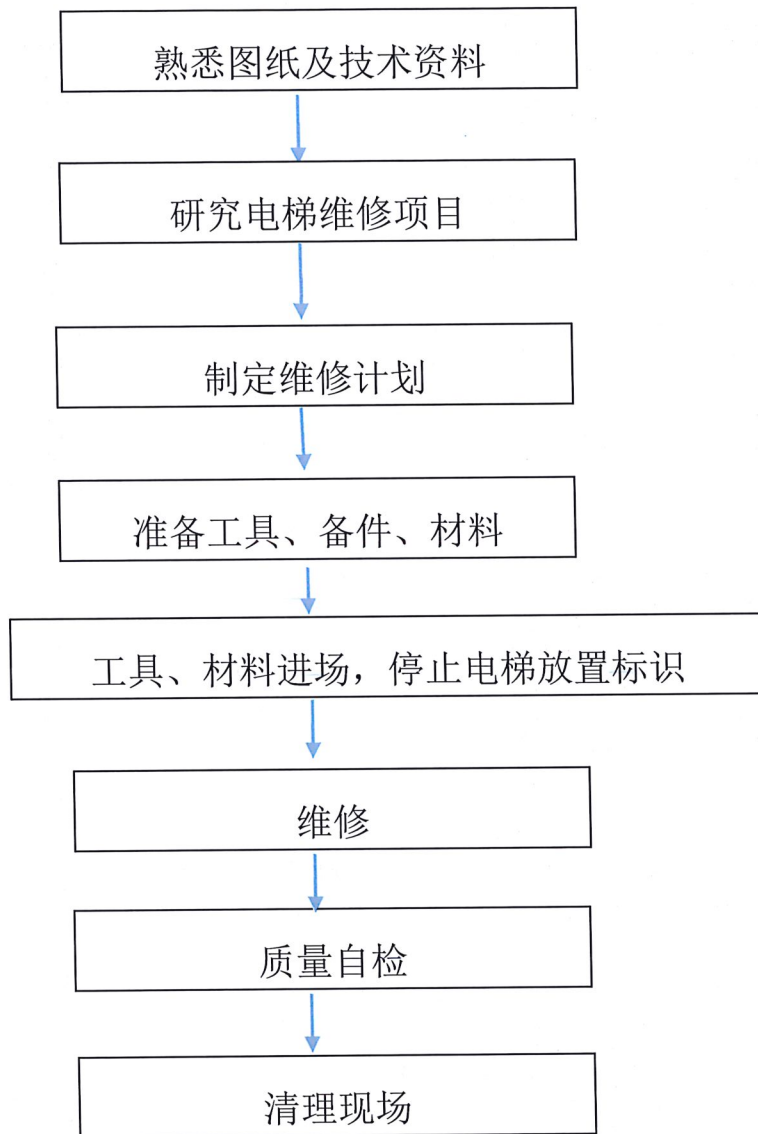 熟悉图纸及技术资料
研究电梯维修项目
制定维修计划
准备工具、备件、材料
工具、材料进场，停止电梯放置标识
维修
质量自检
清理现场